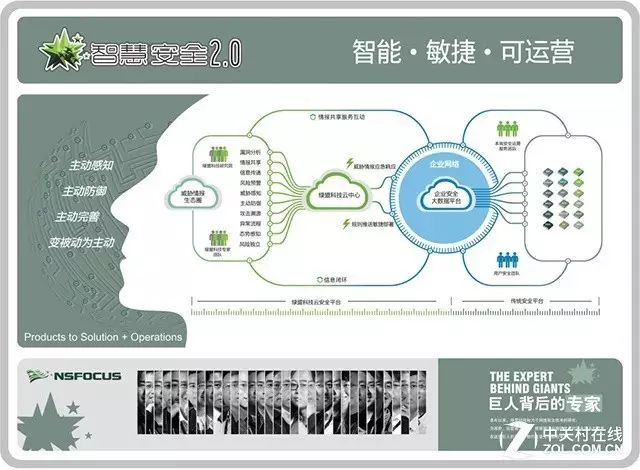 智慧安全2.0
智能·敏捷·可运营
主动感知
主动防御
主动完善
变被动为主动
Products to Solution + Operations
情报共享服务互动
绿盟科技研究院
威胁情报
生态圈
绿盟科技专家
团队
漏洞分析
情报共享
信息传递
风险预警
威胁感知
主动防御
攻击溯源
异常流程
态势感知
风险独立
绿盟科技云中心
威胁情报应急响应
规则推送敏捷部署
信息闭环
企业网络
企业安全
大数据平台
本地安全运营
服务团队
用户安全团队
绿盟科技云安全平台
传统安全平台
NSFOCUS
THE EXPERT
BEHIND GIANTS
巨人背后的专家
中关村在线
ZOL.COM.CN